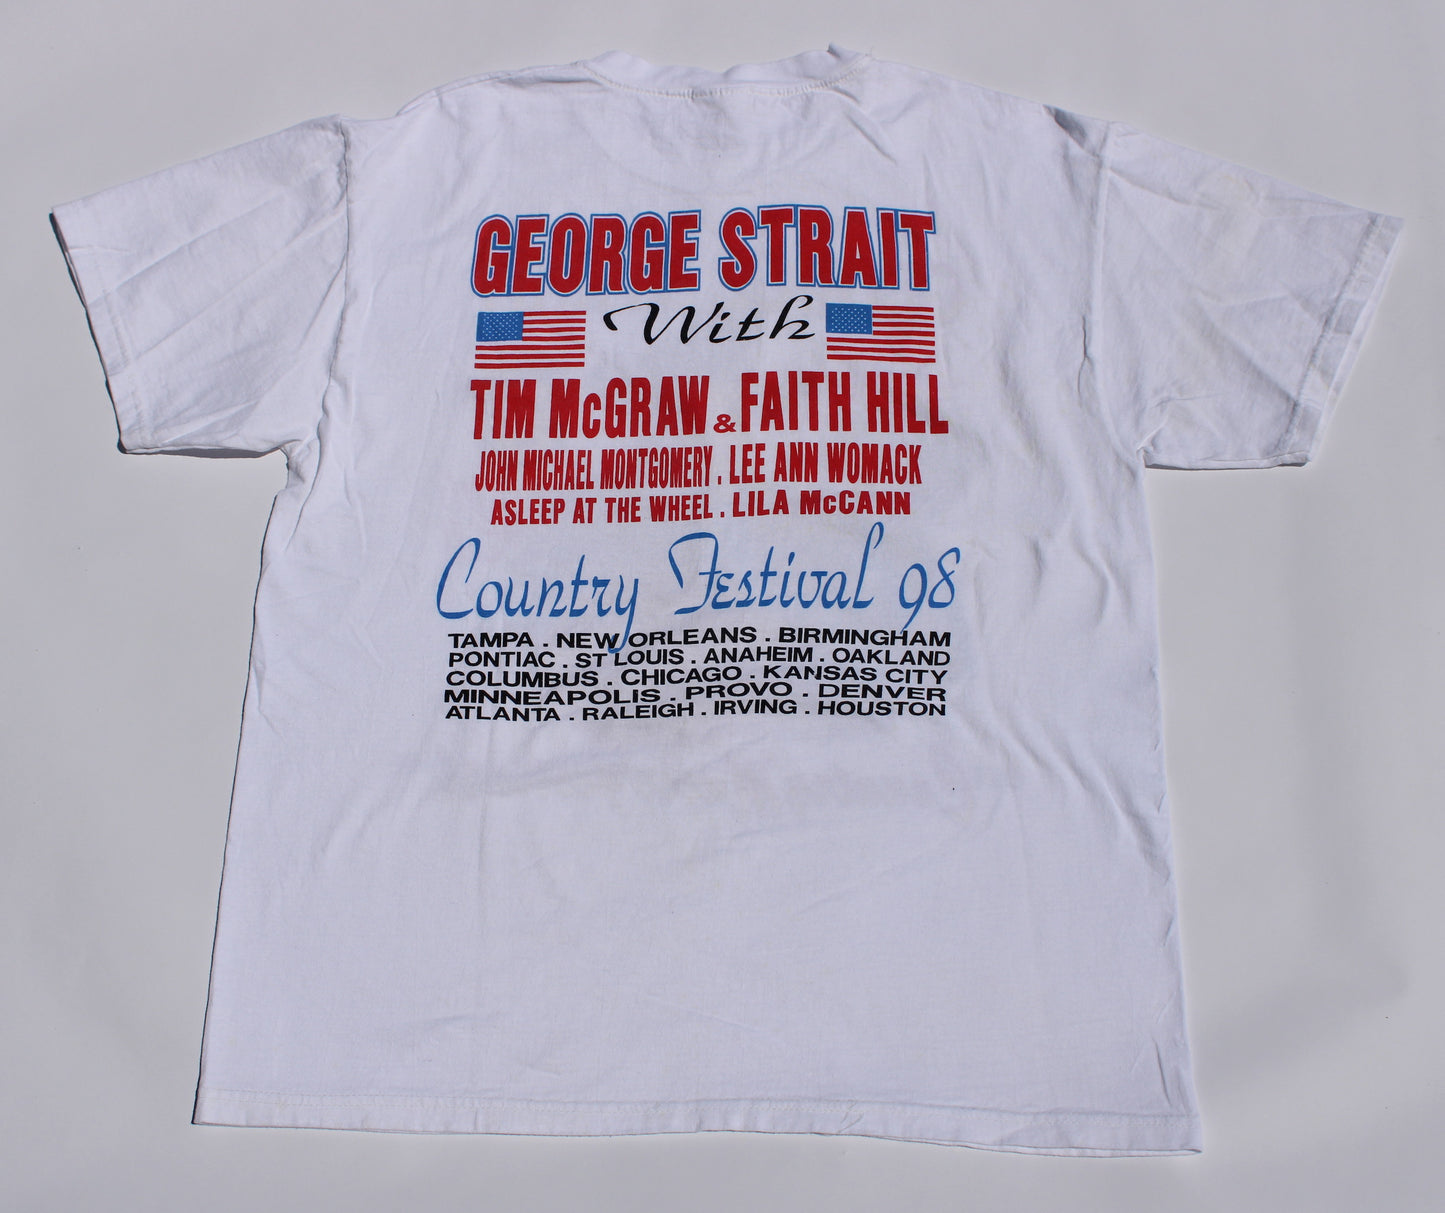 GEORGE STRAIT
With
TIM McGRAW & FAITH HILL
JOHN MICHAEL MONTGOMERY . LEE ANN WOMACK
ASLEEP AT THE WHEEL . LILA McCANN
Country Festival 98
TAMPA . NEW ORLEANS . BIRMINGHAM
PONTIAC . ST LOUIS . ANAHEIM . OAKLAND
COLUMBUS . CHICAGO . KANSAS CITY
MINNEAPOLIS . PROVO . DENVER
ATLANTA . RALEIGH . IRVING . HOUSTON